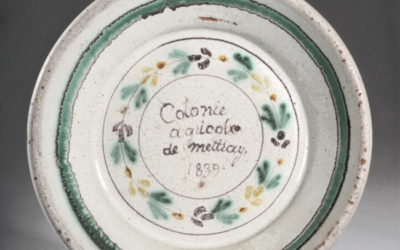 Colonie
agricole
de mettray.
1839.